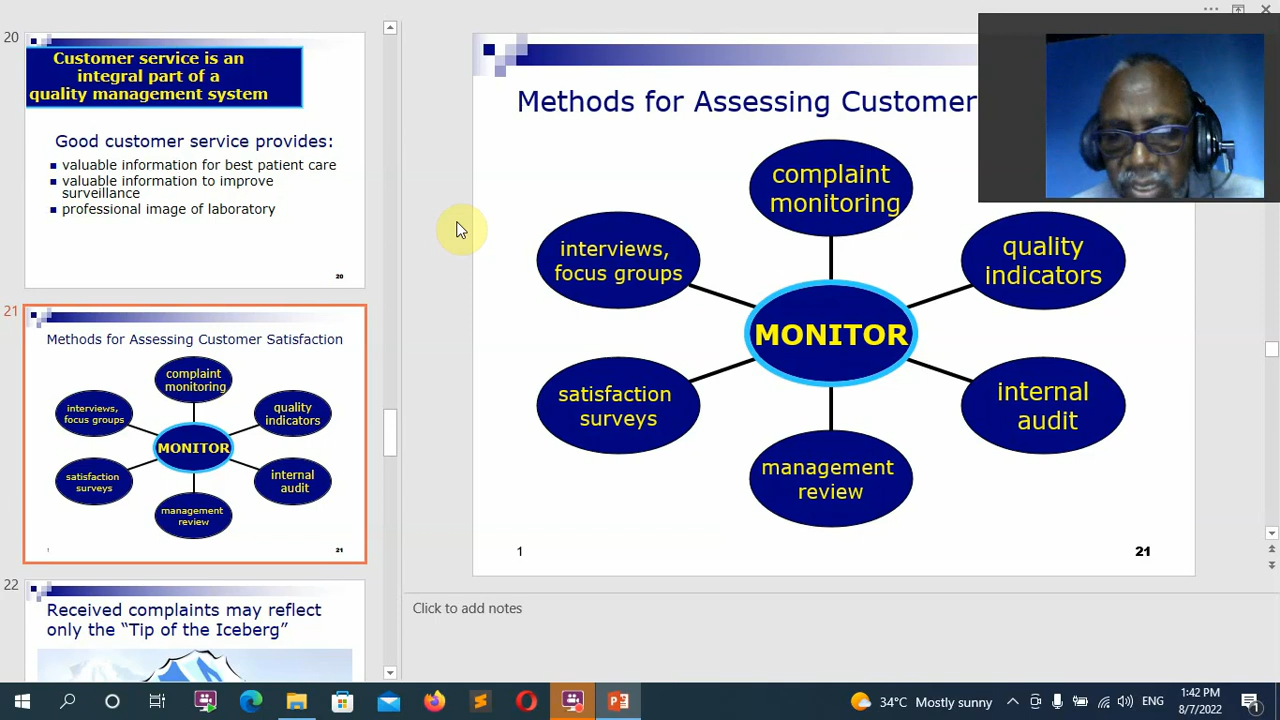 20
Customer service is an
integral part of a
quality management system
Good customer service provides:
valuable information for best patient care
valuable information to improve
surveillance
professional image of laboratory
20
21
Methods for Assessing Customer Satisfaction
complaint
monitoring
interviews,
focus groups
quality
indicators
MONITOR
satisfaction
surveys
internal
audit
management
review
1
21
22
Received complaints may reflect
only the “Tip of the Iceberg”
Methods for Assessing Customer
complaint
monitoring
interviews,
focus groups
quality
indicators
MONITOR
satisfaction
surveys
internal
audit
management
review
1
21
Click to add notes
34°C Mostly sunny
ENG
1:42 PM
8/7/2022
1